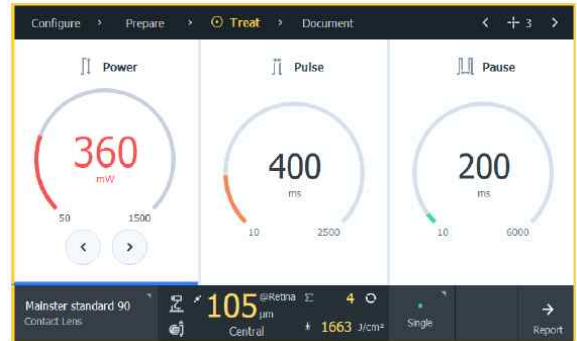 Configure > Prepare > Treat > Document < 3 >
Power
360
mW
50 1500
< >
Pulse
400
ms
10 2500
Pause
200
ms
10 6000
Mainster standard 90
Contact Lens
105 @Retina
µm
Central
Σ 4
1663 J/cm²
Single
→
Report